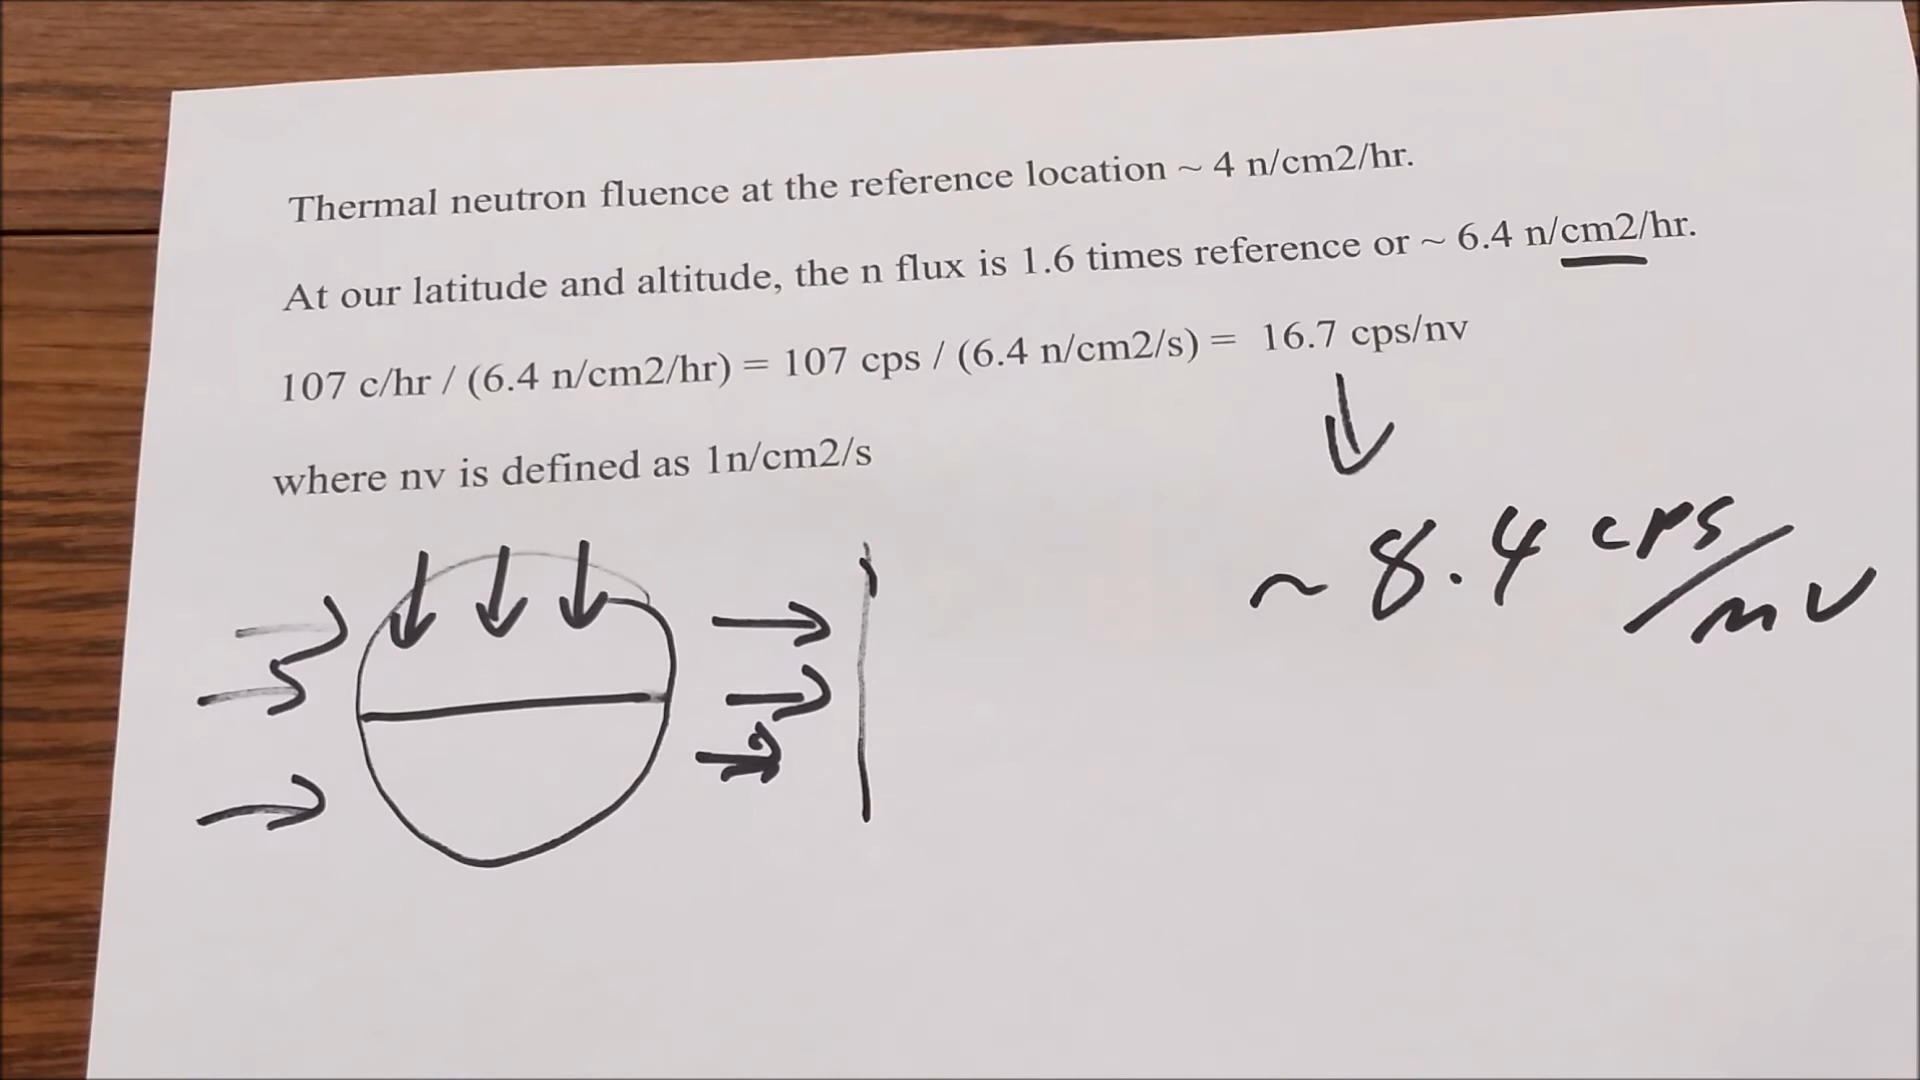 Thermal neutron fluence at the reference location ~ 4 n/cm2/hr.
At our latitude and altitude, the n flux is 1.6 times reference or ~ 6.4 n/cm2/hr.
107 c/hr / (6.4 n/cm2/hr) = 107 cps / (6.4 n/cm2/s) = 16.7 cps/nv
where nv is defined as 1n/cm2/s
~ 8.4 cps/nv